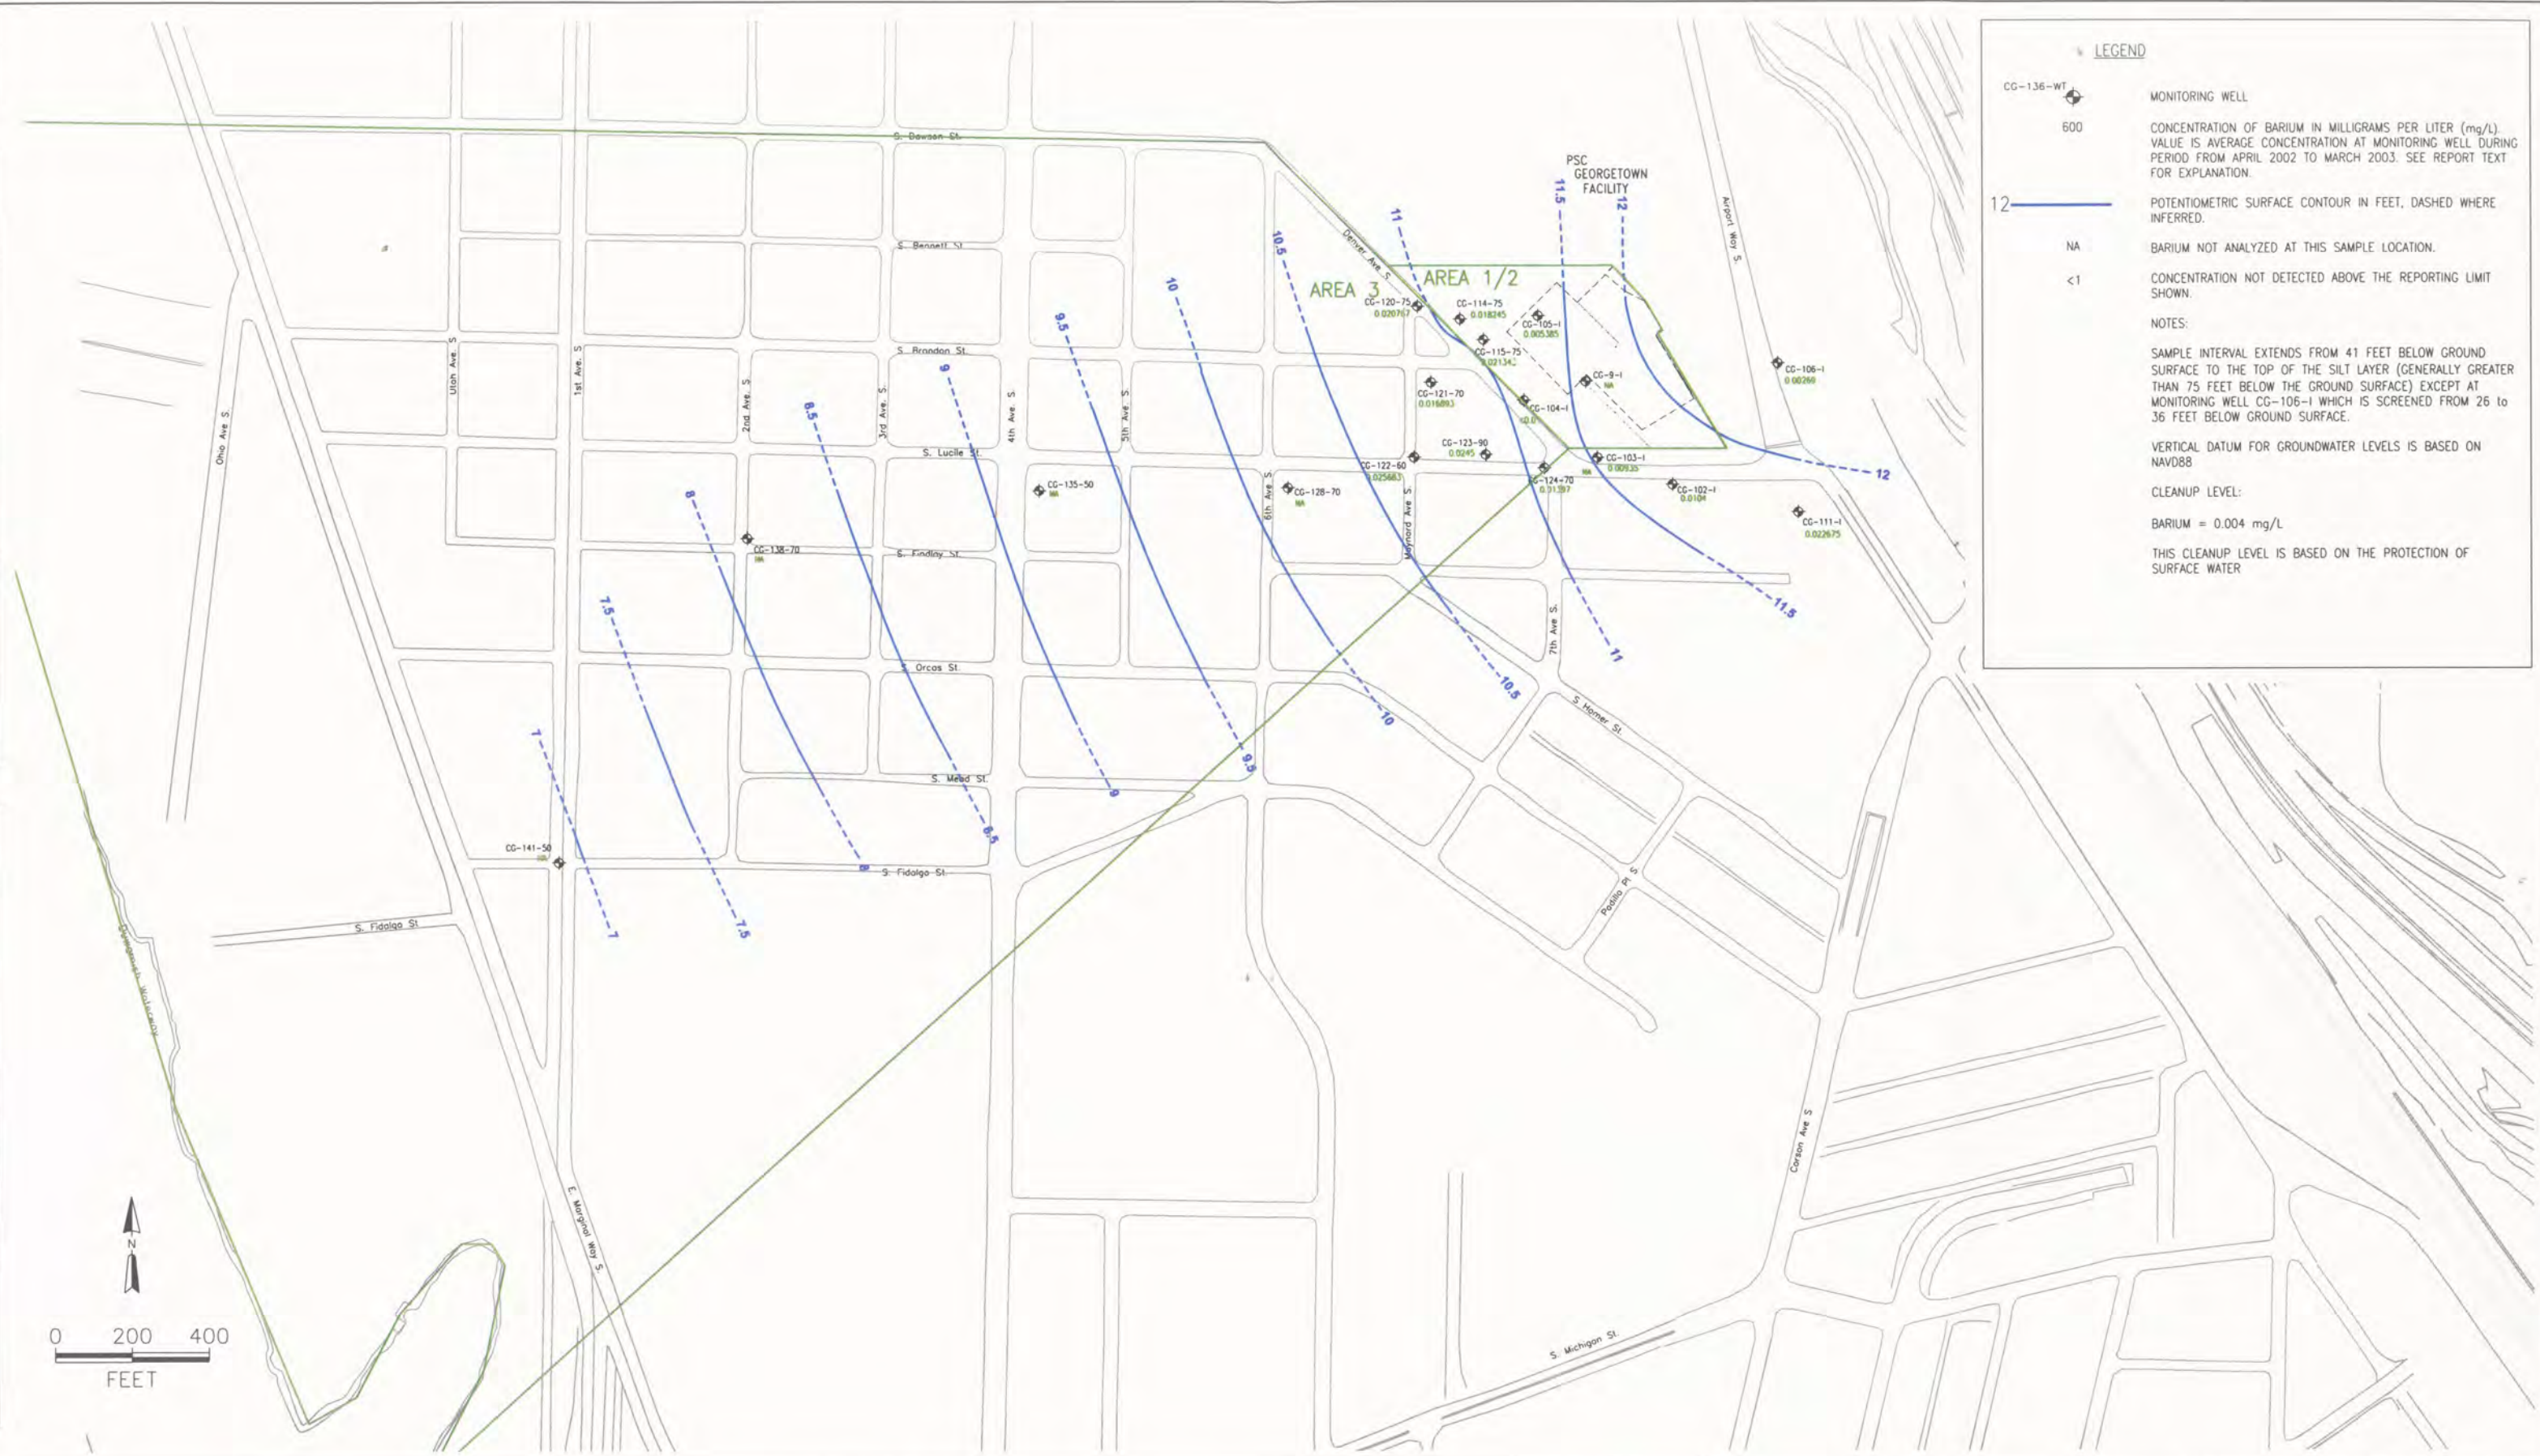 LEGEND
CG-136-WT
MONITORING WELL
600
CONCENTRATION OF BARIUM IN MILLIGRAMS PER LITER (mg/L).
VALUE IS AVERAGE CONCENTRATION AT MONITORING WELL DURING
PERIOD FROM APRIL 2002 TO MARCH 2003. SEE REPORT TEXT
FOR EXPLANATION.
12
POTENTIOMETRIC SURFACE CONTOUR IN FEET, DASHED WHERE
INFERRED.
NA
BARIUM NOT ANALYZED AT THIS SAMPLE LOCATION.
<1
CONCENTRATION NOT DETECTED ABOVE THE REPORTING LIMIT
SHOWN.
NOTES:
SAMPLE INTERVAL EXTENDS FROM 41 FEET BELOW GROUND
SURFACE TO THE TOP OF THE SILT LAYER (GENERALLY GREATER
THAN 75 FEET BELOW THE GROUND SURFACE) EXCEPT AT
MONITORING WELL CG-106-I WHICH IS SCREENED FROM 26 to
36 FEET BELOW GROUND SURFACE.
VERTICAL DATUM FOR GROUNDWATER LEVELS IS BASED ON
NAVD88
CLEANUP LEVEL:
BARIUM = 0.004 mg/L
THIS CLEANUP LEVEL IS BASED ON THE PROTECTION OF
SURFACE WATER
S. Dawson St.
PSC
GEORGETOWN
FACILITY
11
11.5
12
Airport Way S.
S. Bennett St.
10.5
Denver Ave. S
AREA 3
AREA 1/2
10
CG-120-75
0.020767
CG-114-75
0.018245
CG-105-I
0.005385
9.5
Utah Ave. S
1st Ave. S
S. Brandon St.
CG-115-75
CG-106-I
0.00260
9
CG-9-I
NA
CG-121-70
0.016893
CG-104-I
8.5
2nd Ave. S
3rd Ave. S.
4th Ave. S.
5th Ave. S.
Ohio Ave S.
S. Lucile St.
CG-123-90
0.0245
CG-122-60
CG-103-I
NA
12
CG-135-50
NA
6th Ave S.
CG-128-70
NA
CG-124-70
CG-102-I
0.0104
8
Maynard Ave S.
CG-111-I
0.022675
CG-138-70
NA
S. Findlay St.
7.5
11.5
7th Ave S.
11
S. Orcas St.
10.5
10
S Homer St.
7
9.5
S. Mead St.
9
8.5
CG-141-50
NA
8
S. Fidalgo St.
Padilla Pl S
S. Fidalgo St
7
7.5
Duwamish Waterway
Corson Ave S
E. Marginal Way S.
N
0 200 400
FEET
S. Michigan St.